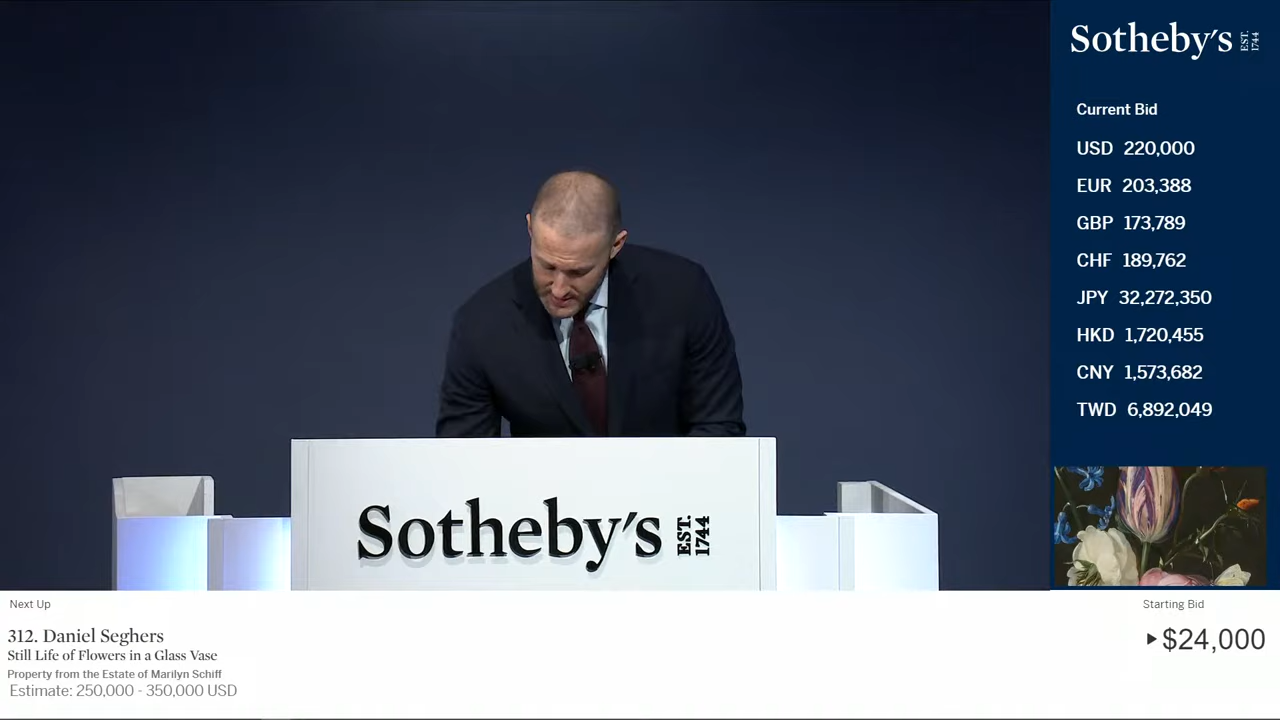 Sotheby's EST. 1744
Current Bid
USD 220,000
EUR 203,388
GBP 173,789
CHF 189,762
JPY 32,272,350
HKD 1,720,455
CNY 1,573,682
TWD 6,892,049
Sotheby's EST. 1744
Next Up
312. Daniel Seghers
Still Life of Flowers in a Glass Vase
Property from the Estate of Marilyn Schiff
Estimate: 250,000 - 350,000 USD
Starting Bid
$24,000